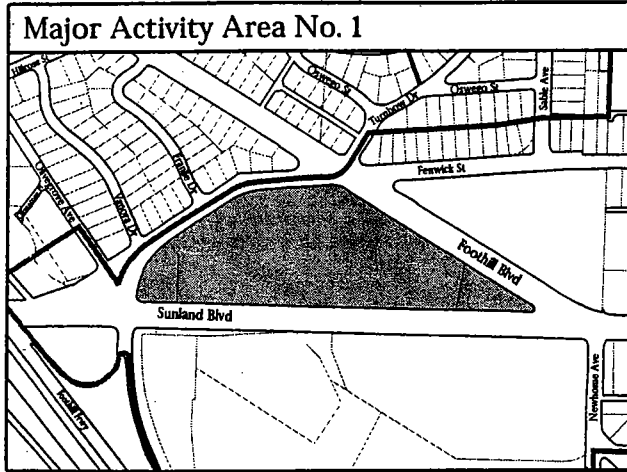 Major Activity Area No. 1
Hillrose St
Oswego St
Turnbow Dr
Oswego St
Sable Ave
Fenwick St
Foothill Blvd
Sunland Blvd
Foothill Fwy
Newhome Ave